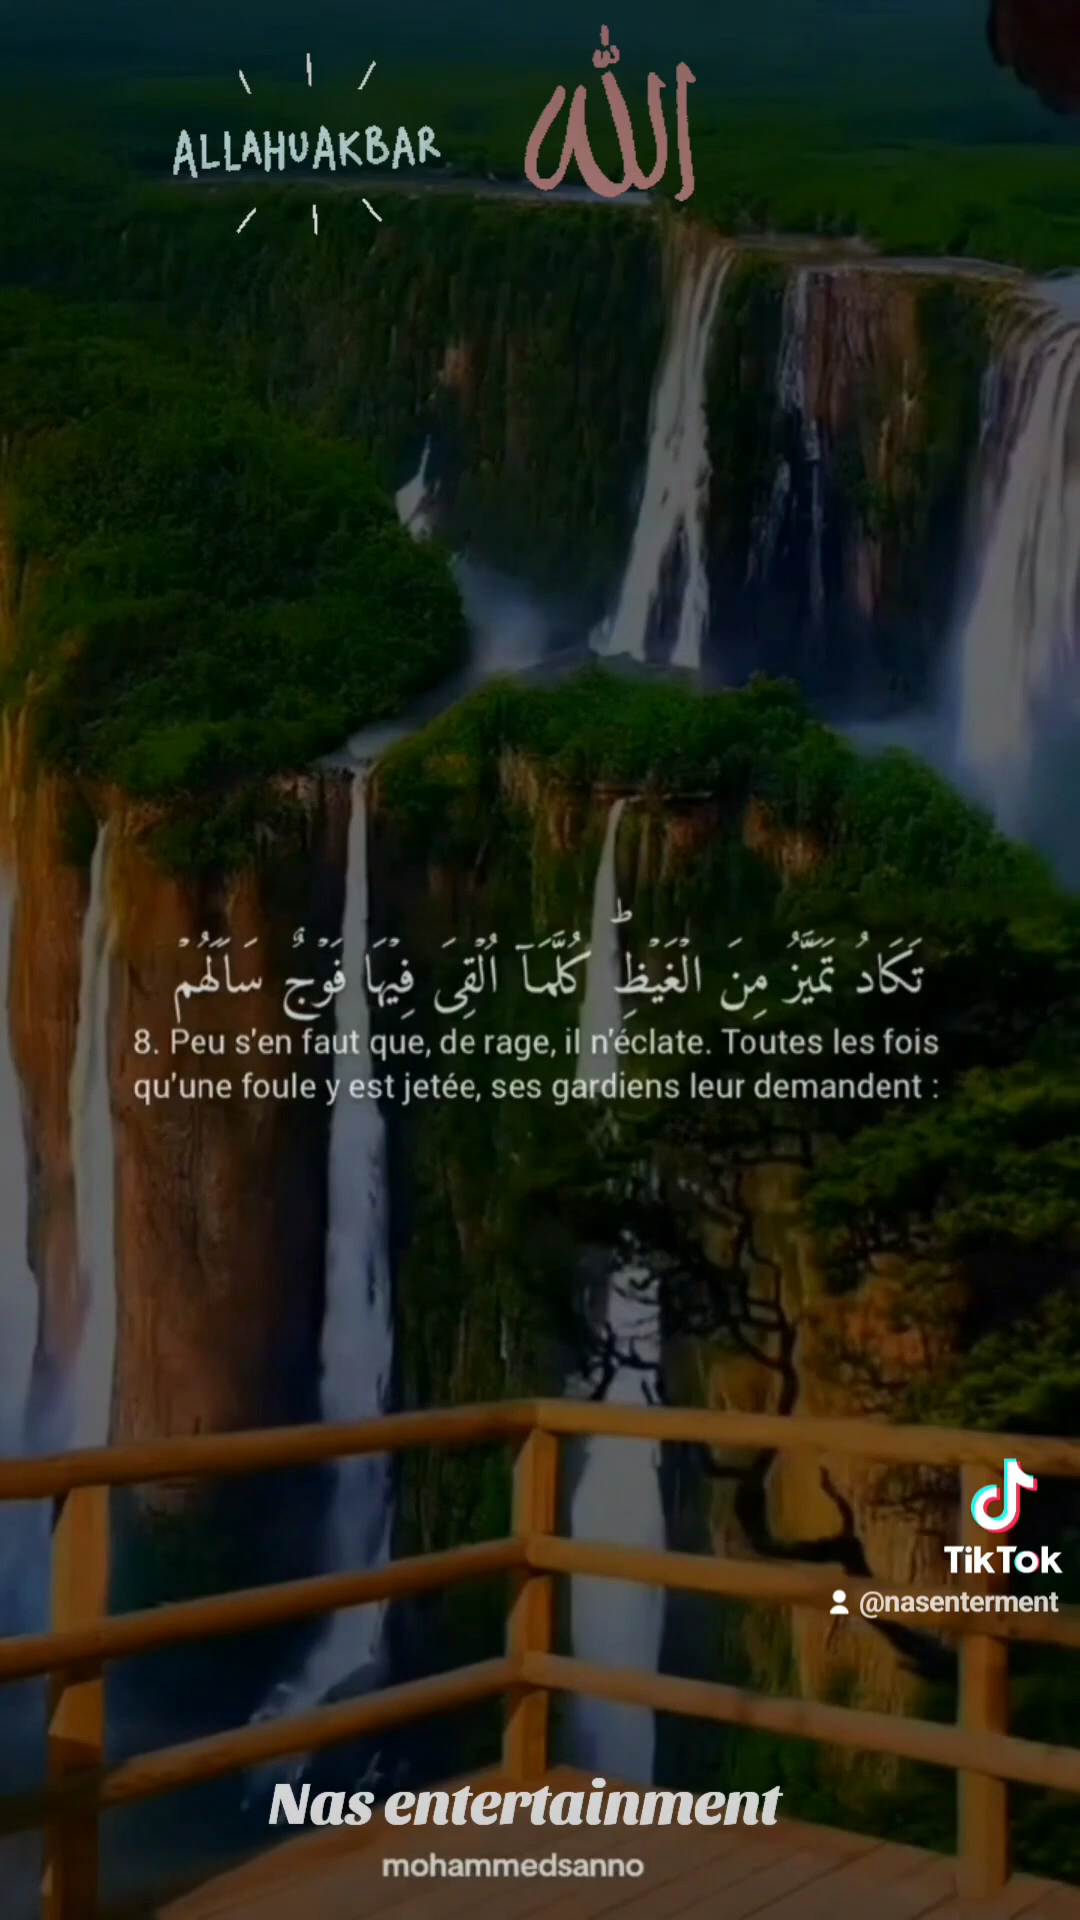 ALLAHUAKBAR
الله
تَكَادُ تَمَيَّزُ مِنَ الۡغَيۡظِؕ كُلَّمَاۤ اُلۡقِىَ فِيۡهَا فَوۡجٌ سَاَلَهُمۡ
8. Peu s'en faut que, de rage, il n'éclate. Toutes les fois
qu'une foule y est jetée, ses gardiens leur demandent :
TikTok
@nasenterment
Nas entertainment
mohammedsanno